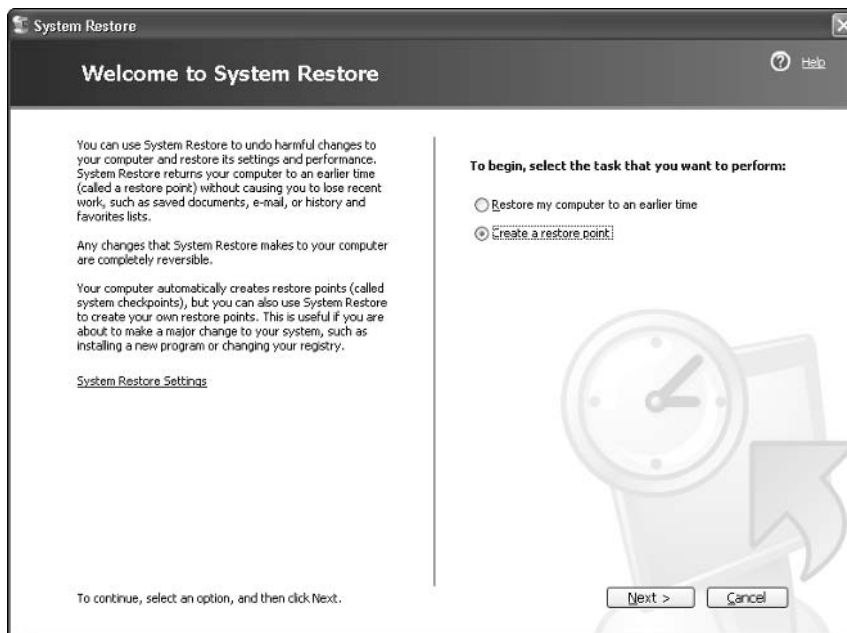 System Restore
Welcome to System Restore
Help
You can use System Restore to undo harmful changes to
your computer and restore its settings and performance.
System Restore returns your computer to an earlier time
(called a restore point) without causing you to lose recent
work, such as saved documents, e-mail, or history and
favorites lists.
Any changes that System Restore makes to your computer
are completely reversible.
Your computer automatically creates restore points (called
system checkpoints), but you can also use System Restore
to create your own restore points. This is useful if you are
about to make a major change to your system, such as
installing a new program or changing your registry.
System Restore Settings
To begin, select the task that you want to perform:
Restore my computer to an earlier time
Create a restore point
To continue, select an option, and then click Next.
Next >
Cancel